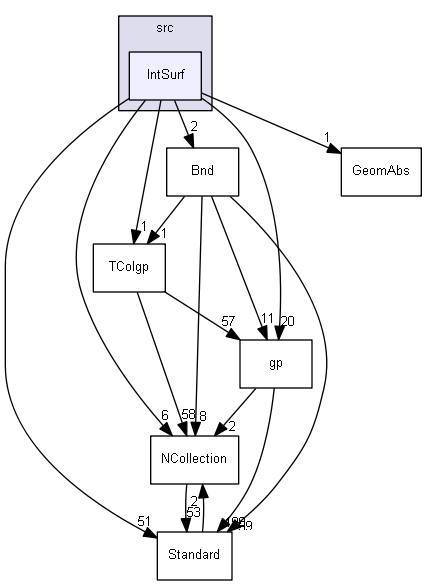 src
IntSurf
2
1
Bnd
GeomAbs
1
1
TColgp
57
11
20
gp
6
58
8
2
NCollection
2
53
51
Standard